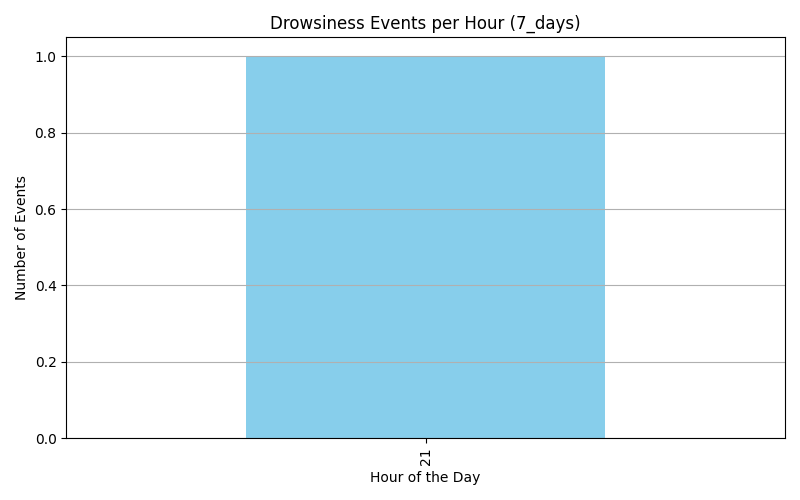 Drowsiness Events per Hour (7_days)
1.0
0.8
0.6
0.4
0.2
0.0
Number of Events
21
Hour of the Day